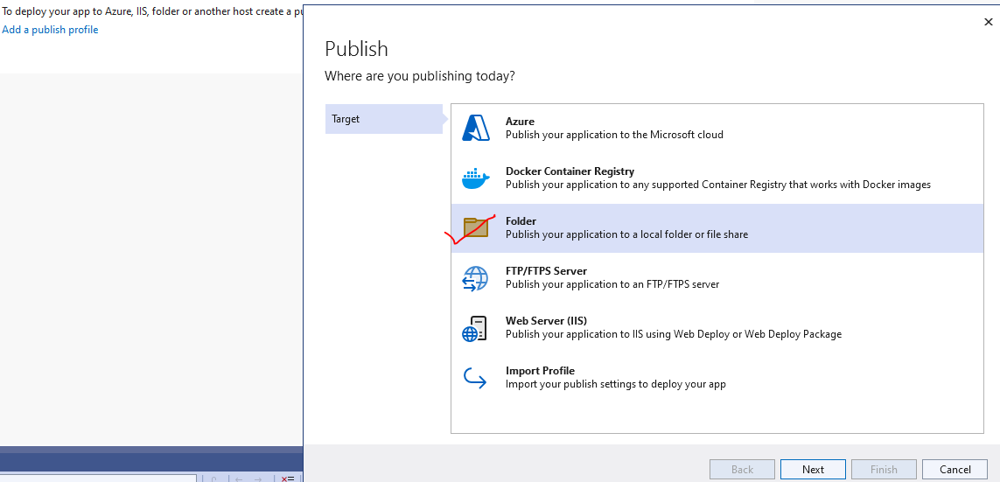 To deploy your app to Azure, IIS, folder or another host create a
Add a publish profile
Publish
Where are you publishing today?
Target
Azure
Publish your application to the Microsoft cloud
Docker Container Registry
Publish your application to any supported Container Registry that works with Docker images
Folder
Publish your application to a local folder or file share
FTP/FTPS Server
Publish your application to an FTP/FTPS server
Web Server (IIS)
Publish your application to IIS using Web Deploy or Web Deploy Package
Import Profile
Import your publish settings to deploy your app
Back
Next
Finish
Cancel